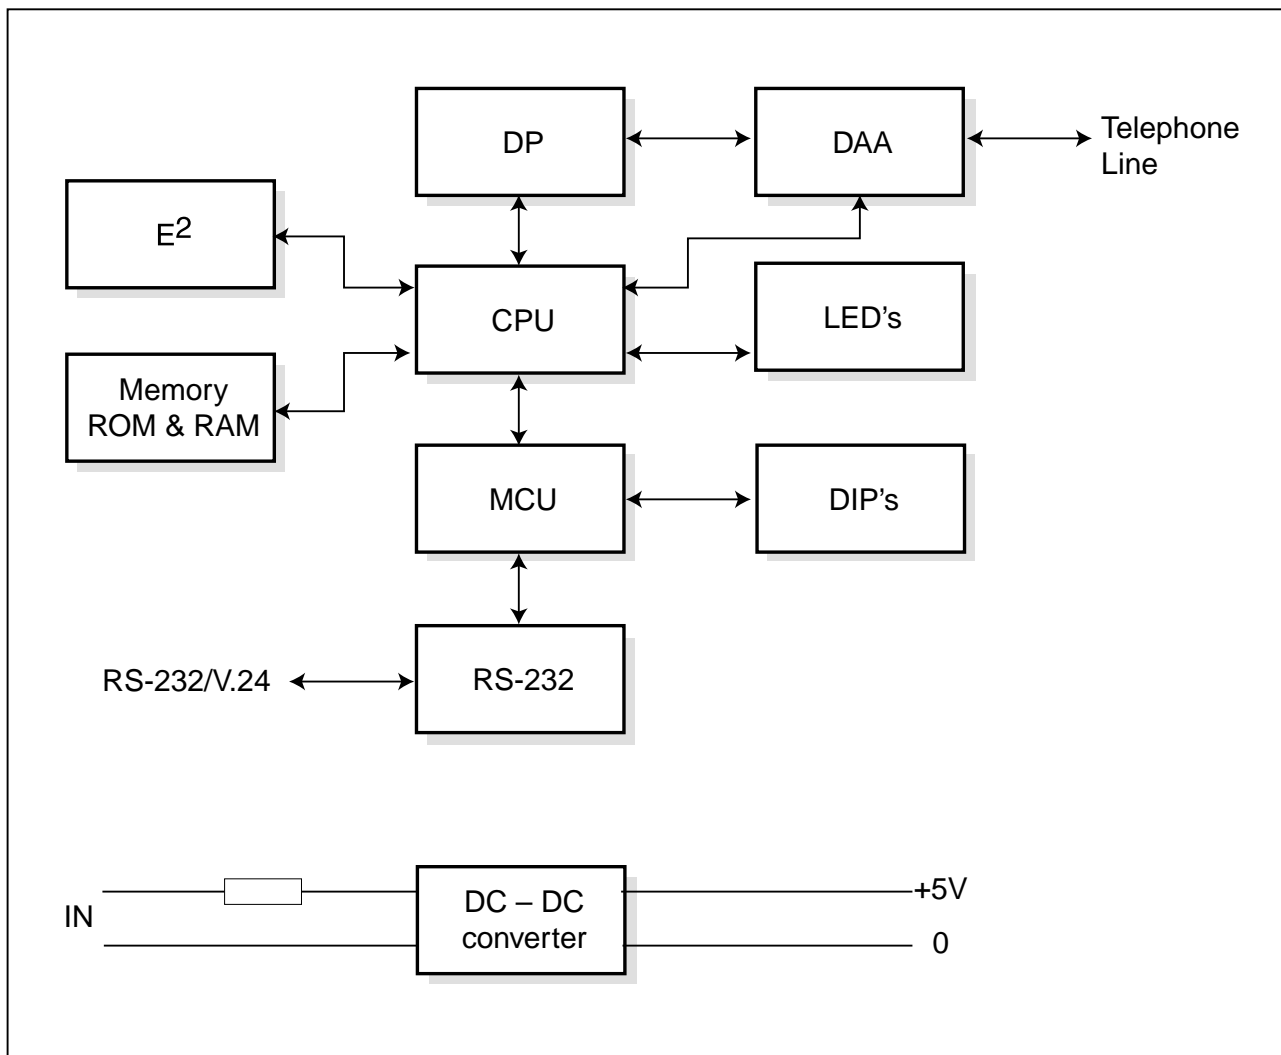 DP
DAA
Telephone
Line
E²
CPU
LED’s
Memory
ROM & RAM
MCU
DIP’s
RS-232/V.24
RS-232
IN
DC – DC
converter
+5V
0